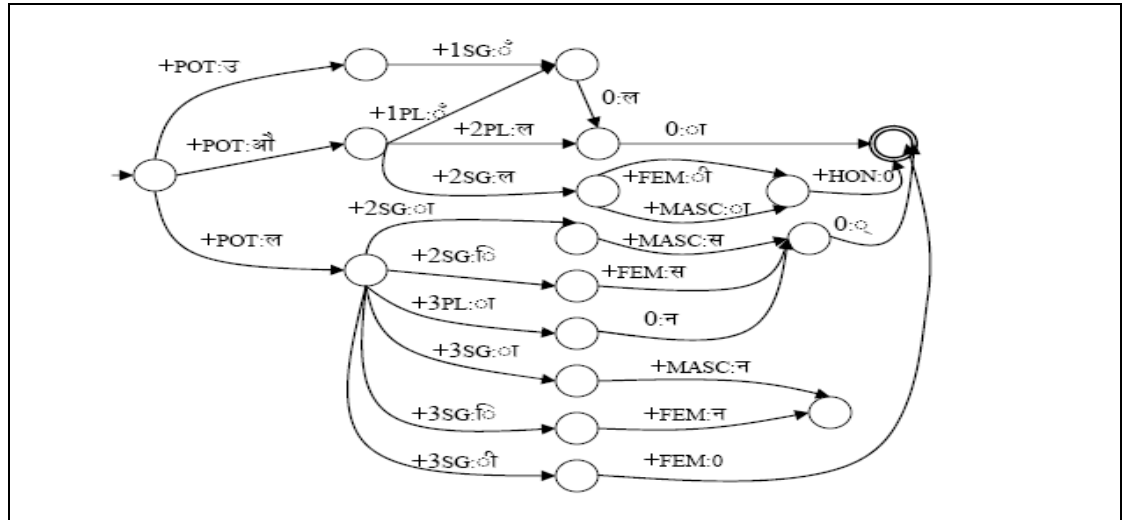 +POT:उ
+1SG:ँ
0:ल
+1PL:ँ
+POT:औ
+2PL:ल
0:ा
+2SG:ल
+FEM:ी
+HON:0
+MASC:ा
+2SG:ा
+POT:ल
+MASC:स
0:्
+2SG:ि
+FEM:स
+3PL:ा
0:न
+3SG:ा
+MASC:न
+3SG:ि
+FEM:न
+3SG:ी
+FEM:0